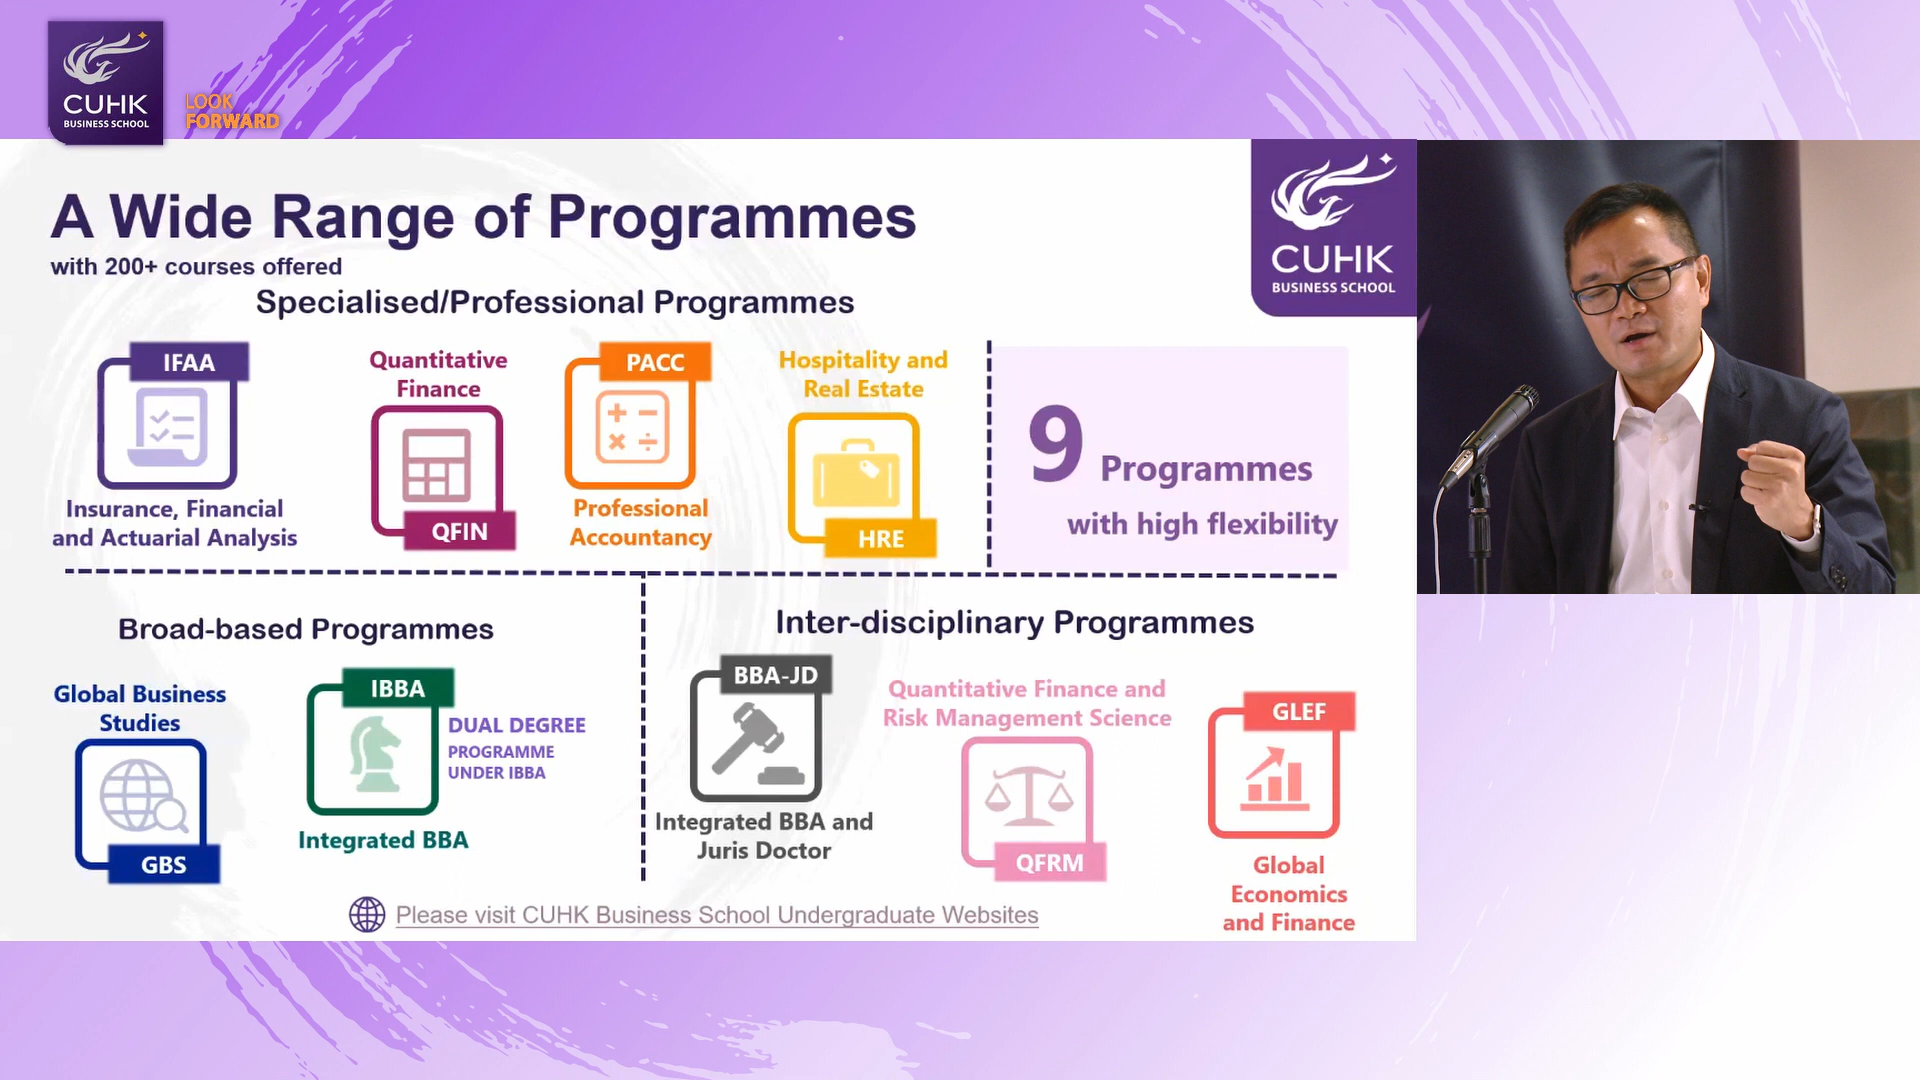 CUHK
BUSINESS SCHOOL
LOOK
FORWARD
A Wide Range of Programmes
with 200+ courses offered
CUHK
BUSINESS SCHOOL
Specialised/Professional Programmes
IFAA
Insurance, Financial
and Actuarial Analysis
Quantitative
Finance
QFIN
PACC
Professional
Accountancy
Hospitality and
Real Estate
HRE
9 Programmes
with high flexibility
Broad-based Programmes
Global Business
Studies
GBS
IBBA
DUAL DEGREE
PROGRAMME
UNDER IBBA
Integrated BBA
Inter-disciplinary Programmes
BBA-JD
Integrated BBA and
Juris Doctor
Quantitative Finance and
Risk Management Science
QFRM
GLEF
Global
Economics
and Finance
Please visit CUHK Business School Undergraduate Websites